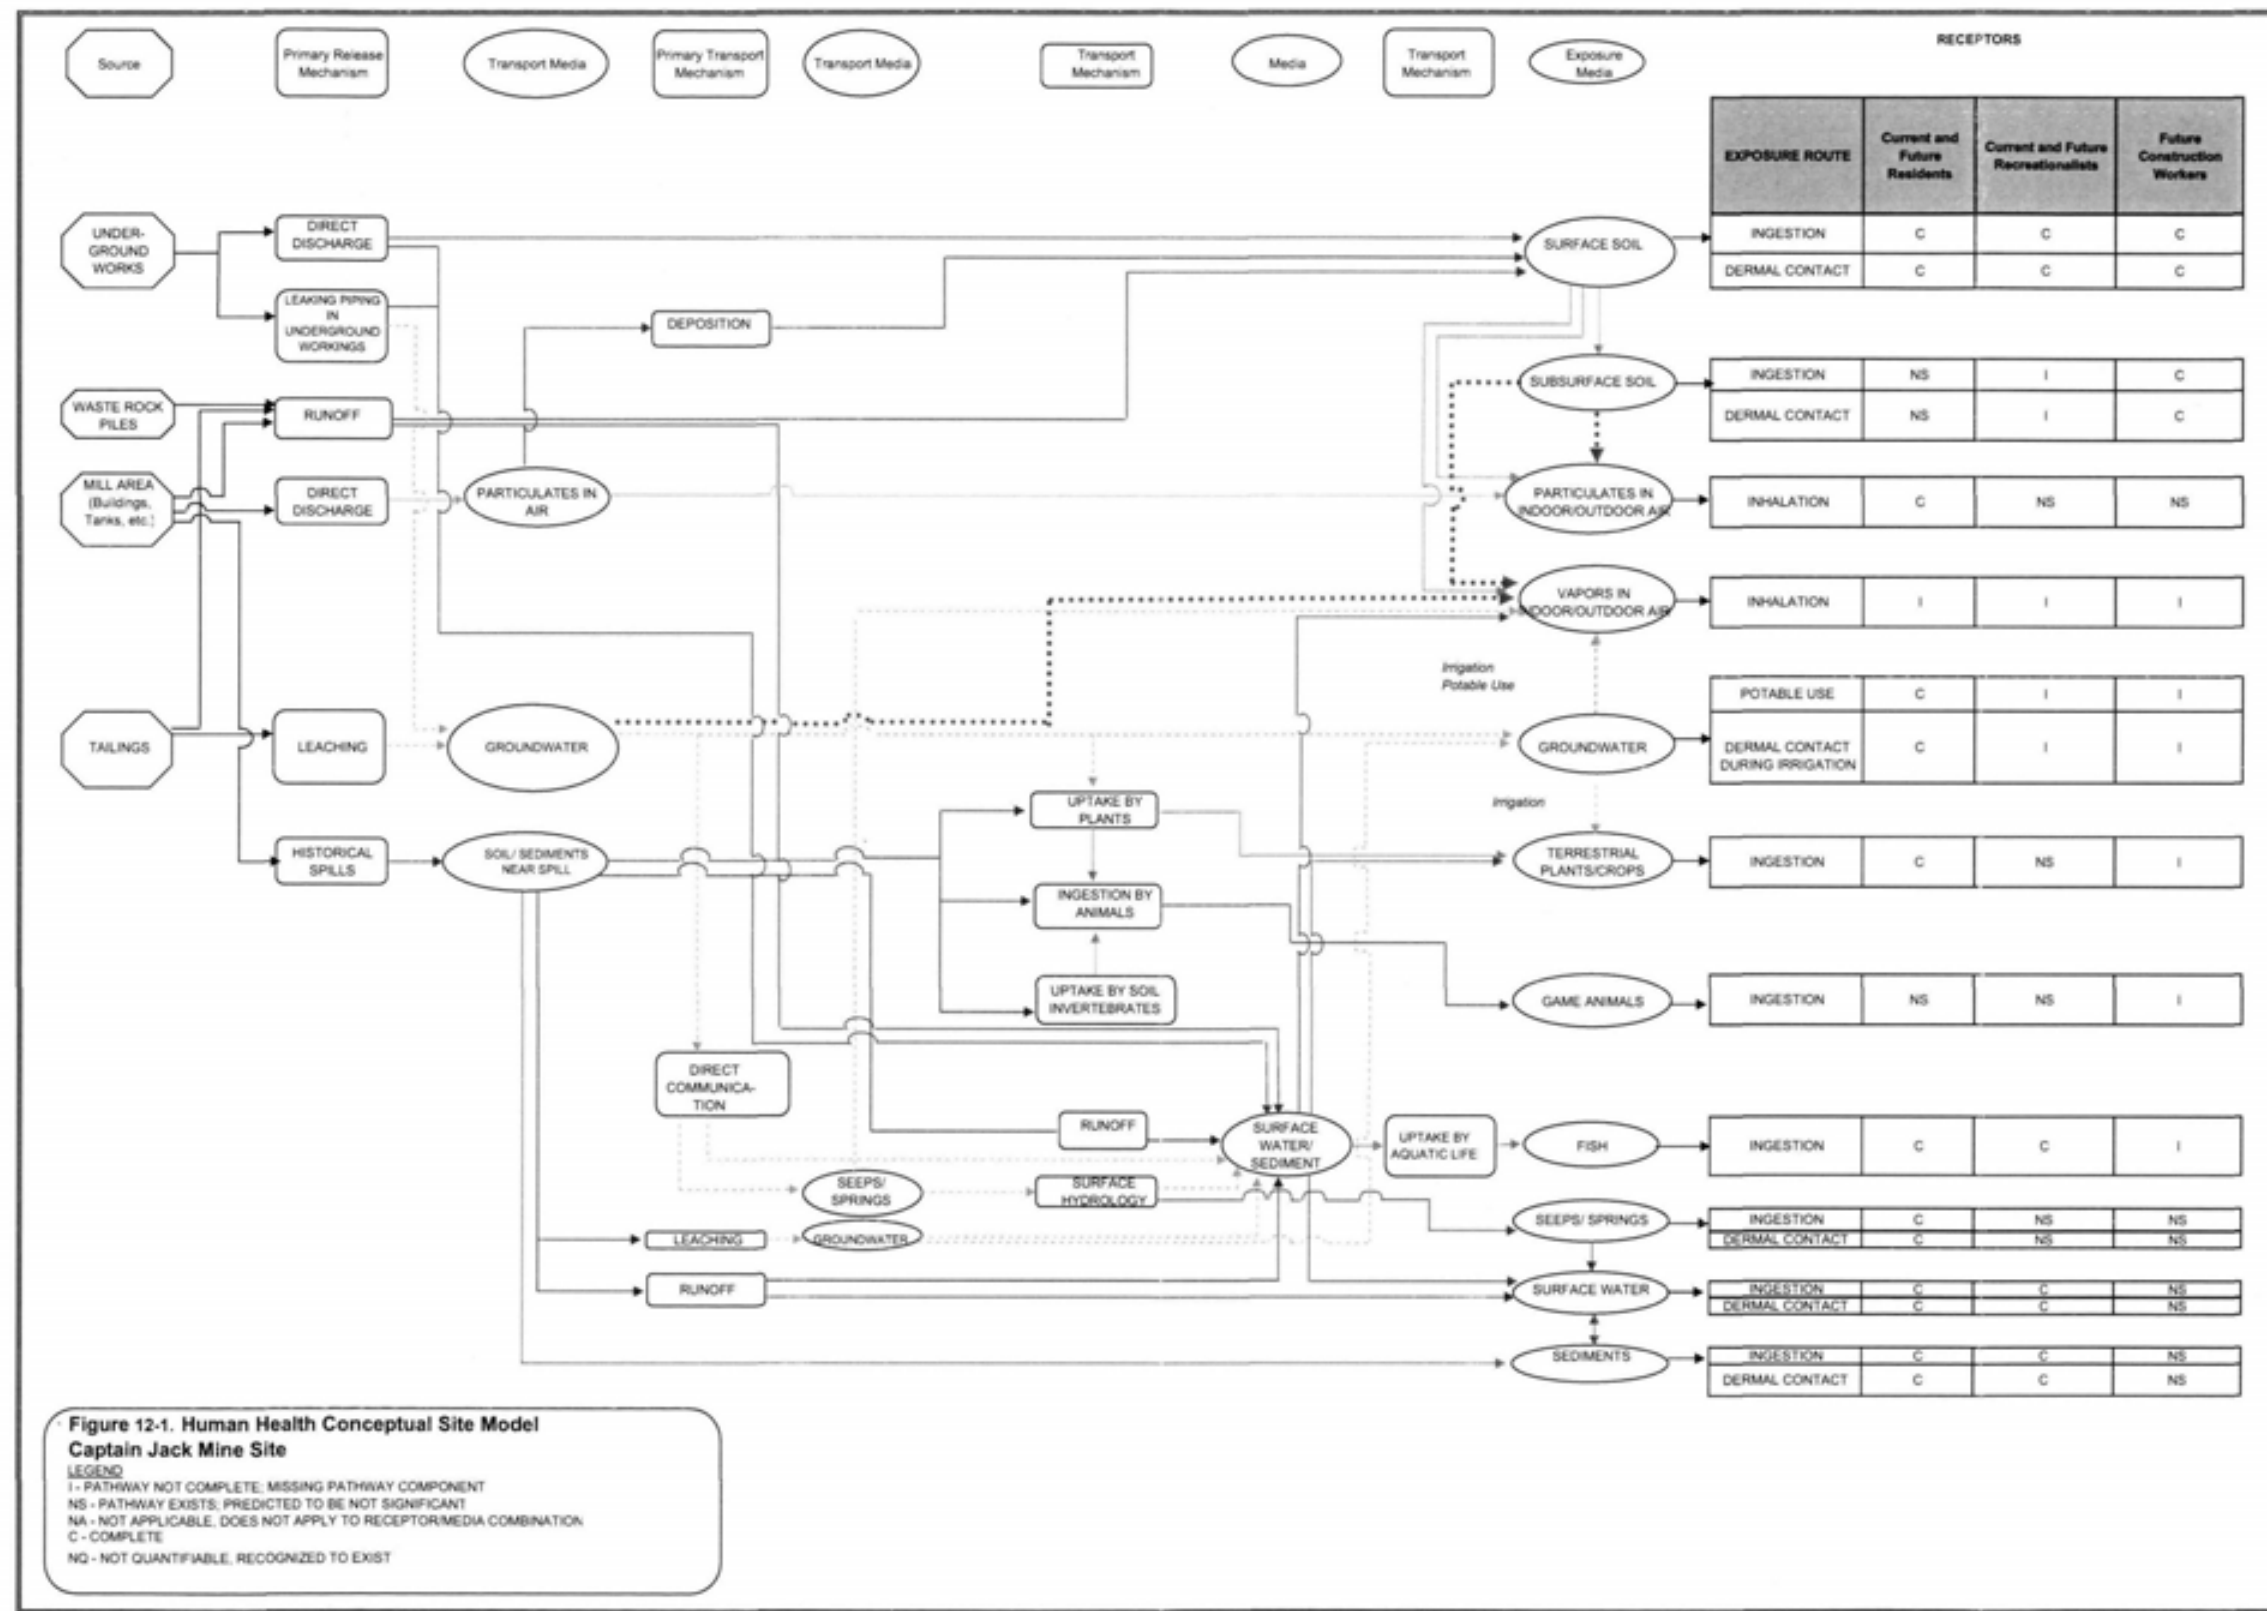 Source
Primary Release
Mechanism
Transport Media
Primary Transport
Mechanism
Transport Media
Transport
Mechanism
Media
Transport
Mechanism
Exposure
Media
RECEPTORS
EXPOSURE ROUTE
Current and
Future
Residents
Current and Future
Recreationalists
Future
Construction
Workers
UNDER-
GROUND
WORKS
DIRECT
DISCHARGE
SURFACE SOIL
INGESTION C C C
DERMAL CONTACT C C C
LEAKING PIPING
IN
UNDERGROUND
WORKINGS
DEPOSITION
SUBSURFACE SOIL
INGESTION NS I C
DERMAL CONTACT NS I C
WASTE ROCK
PILES
RUNOFF
MILL AREA
(Buildings,
Tanks, etc.)
DIRECT
DISCHARGE
PARTICULATES IN
AIR
PARTICULATES IN
INDOOR/OUTDOOR AIR
INHALATION C NS NS
VAPORS IN
INDOOR/OUTDOOR AIR
INHALATION I I I
Irrigation
Potable Use
TAILINGS
LEACHING
GROUNDWATER
GROUNDWATER
POTABLE USE C I I
DERMAL CONTACT
DURING IRRIGATION
C I I
Irrigation
HISTORICAL
SPILLS
SOIL/ SEDIMENTS
NEAR SPILL
UPTAKE BY
PLANTS
TERRESTRIAL
PLANTS/CROPS
INGESTION C NS I
INGESTION BY
ANIMALS
UPTAKE BY SOIL
INVERTEBRATES
GAME ANIMALS
INGESTION NS NS I
DIRECT
COMMUNICA-
TION
RUNOFF
SURFACE
WATER/
SEDIMENT
UPTAKE BY
AQUATIC LIFE
FISH
INGESTION C C I
SEEPS/
SPRINGS
SURFACE
HYDROLOGY
SEEPS/ SPRINGS
INGESTION C NS NS
DERMAL CONTACT C NS NS
LEACHING
GROUNDWATER
RUNOFF
SURFACE WATER
INGESTION C C NS
DERMAL CONTACT C C NS
SEDIMENTS
INGESTION C C NS
DERMAL CONTACT C C NS
Figure 12-1. Human Health Conceptual Site Model
Captain Jack Mine Site
LEGEND
I - PATHWAY NOT COMPLETE; MISSING PATHWAY COMPONENT
NS - PATHWAY EXISTS; PREDICTED TO BE NOT SIGNIFICANT
NA - NOT APPLICABLE, DOES NOT APPLY TO RECEPTOR/MEDIA COMBINATION
C - COMPLETE
NQ - NOT QUANTIFIABLE, RECOGNIZED TO EXIST